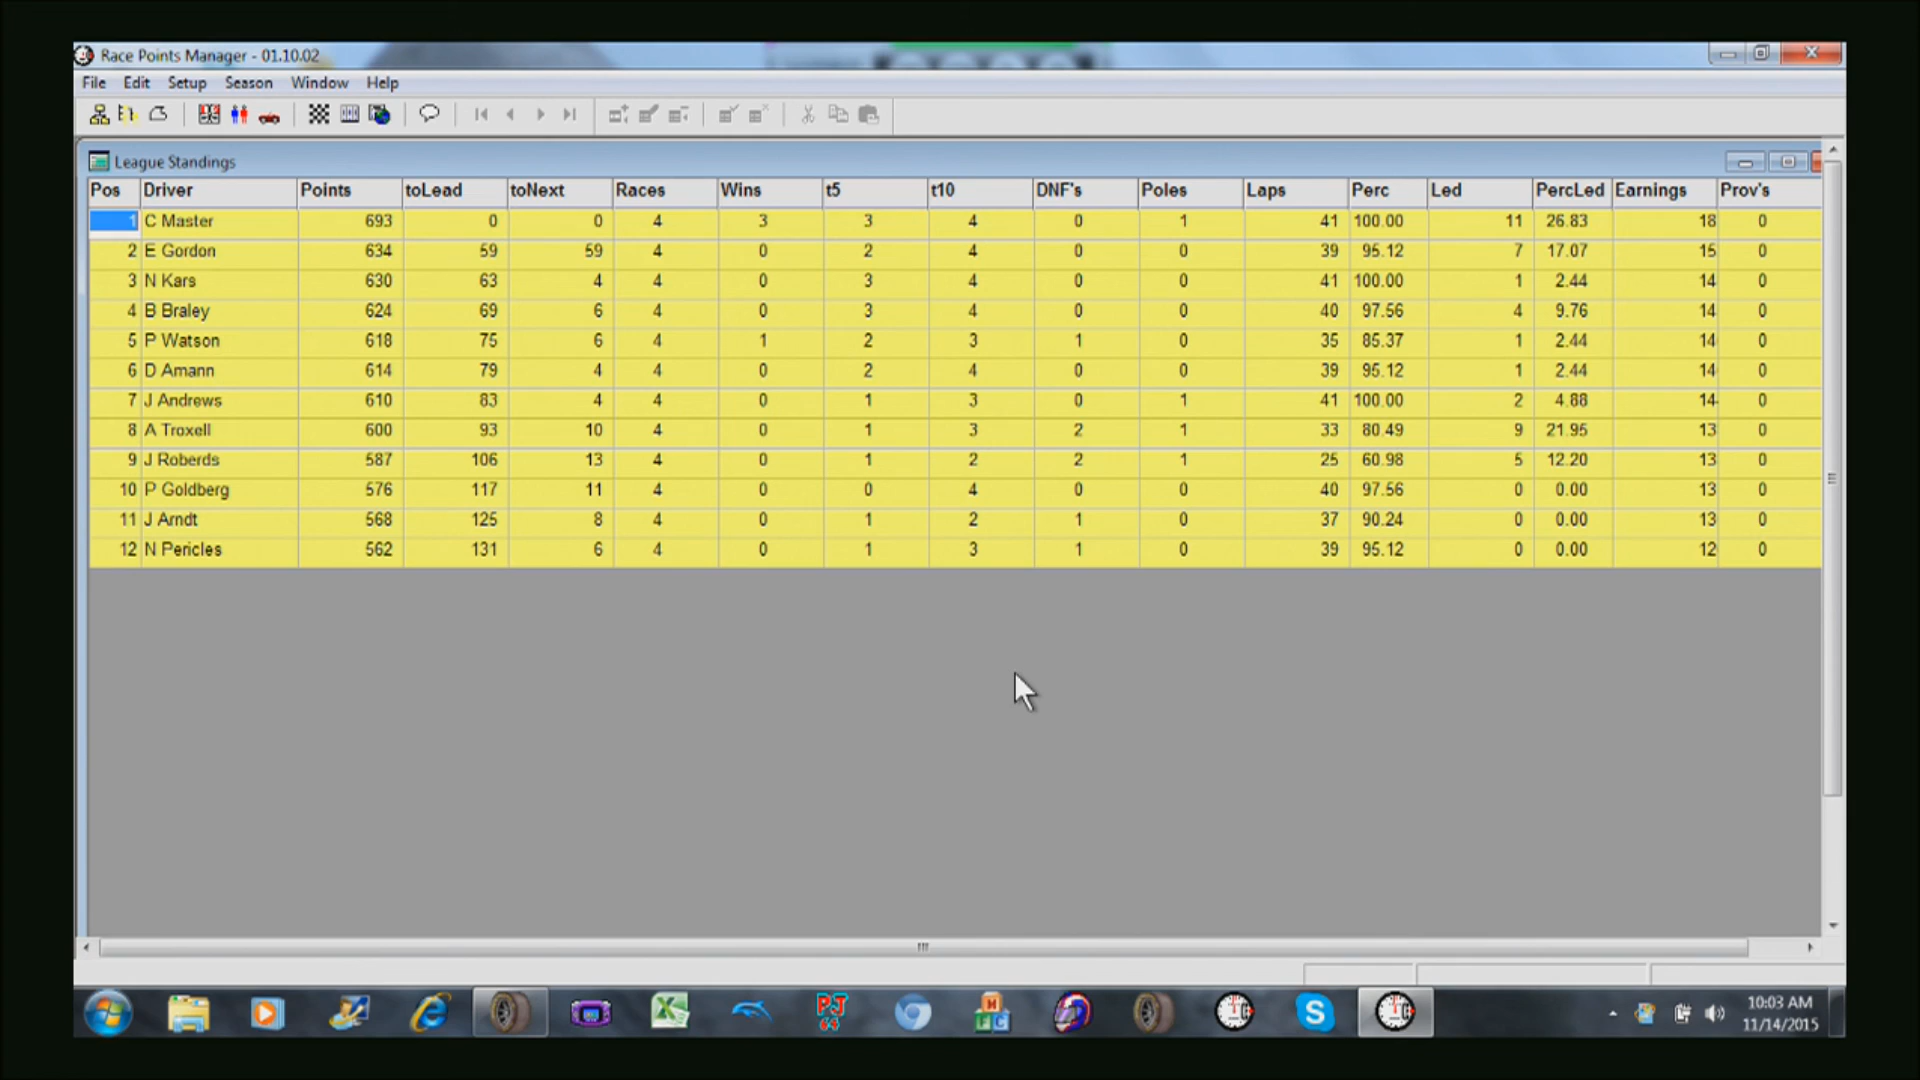 Race Points Manager - 01.10.02
File Edit Setup Season Window Help
League Standings
Pos Driver Points toLead toNext Races Wins t5 t10 DNF's Poles Laps Perc Led PercLed Earnings Prov's
1 C Master 693 0 0 4 3 3 4 0 1 41 100.00 11 26.83 18 0
2 E Gordon 634 59 59 4 0 2 4 0 0 39 95.12 7 17.07 15 0
3 N Kars 630 63 4 4 0 3 4 0 0 41 100.00 1 2.44 14 0
4 B Braley 624 69 6 4 0 3 4 0 0 40 97.56 4 9.76 14 0
5 P Watson 618 75 6 4 1 2 3 1 0 35 85.37 1 2.44 14 0
6 D Amann 614 79 4 4 0 2 4 0 0 39 95.12 1 2.44 14 0
7 J Andrews 610 83 4 4 0 1 3 0 1 41 100.00 2 4.88 14 0
8 A Troxell 600 93 10 4 0 1 3 2 1 33 80.49 9 21.95 13 0
9 J Roberds 587 106 13 4 0 1 2 2 1 25 60.98 5 12.20 13 0
10 P Goldberg 576 117 11 4 0 0 4 0 0 40 97.56 0 0.00 13 0
11 J Arndt 568 125 8 4 0 1 2 1 0 37 90.24 0 0.00 13 0
12 N Pericles 562 131 6 4 0 1 3 1 0 39 95.12 0 0.00 12 0
PJ
64
10:03 AM
11/14/2015